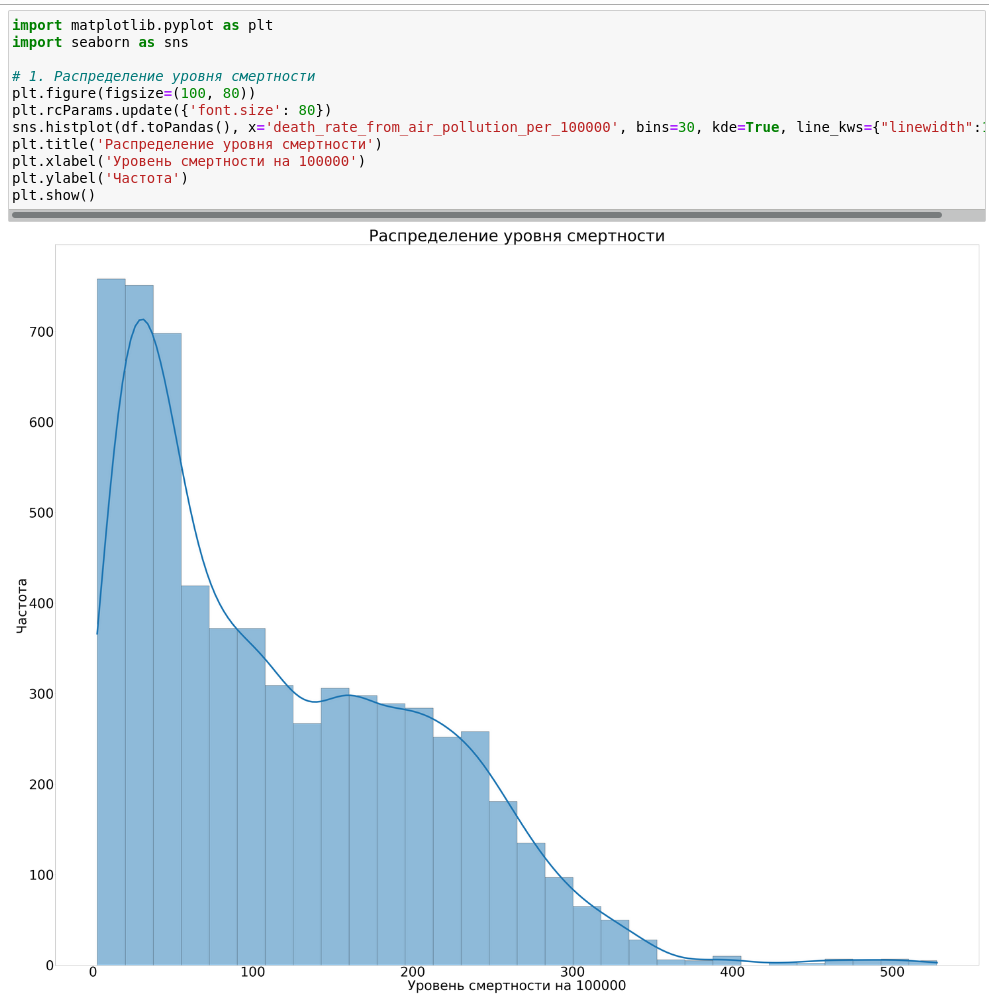 import matplotlib.pyplot as plt
import seaborn as sns
# 1. Распределение уровня смертности
plt.figure(figsize=(100, 80))
plt.rcParams.update({'font.size': 80})
sns.histplot(df.toPandas(), x='death_rate_from_air_pollution_per_100000', bins=30, kde=True, line_kws={"linewidth":
plt.title('Распределение уровня смертности')
plt.xlabel('Уровень смертности на 100000')
plt.ylabel('Частота')
plt.show()
Распределение уровня смертности
700
600
500
400
300
200
100
0
Частота
0 100 200 300 400 500
Уровень смертности на 100000